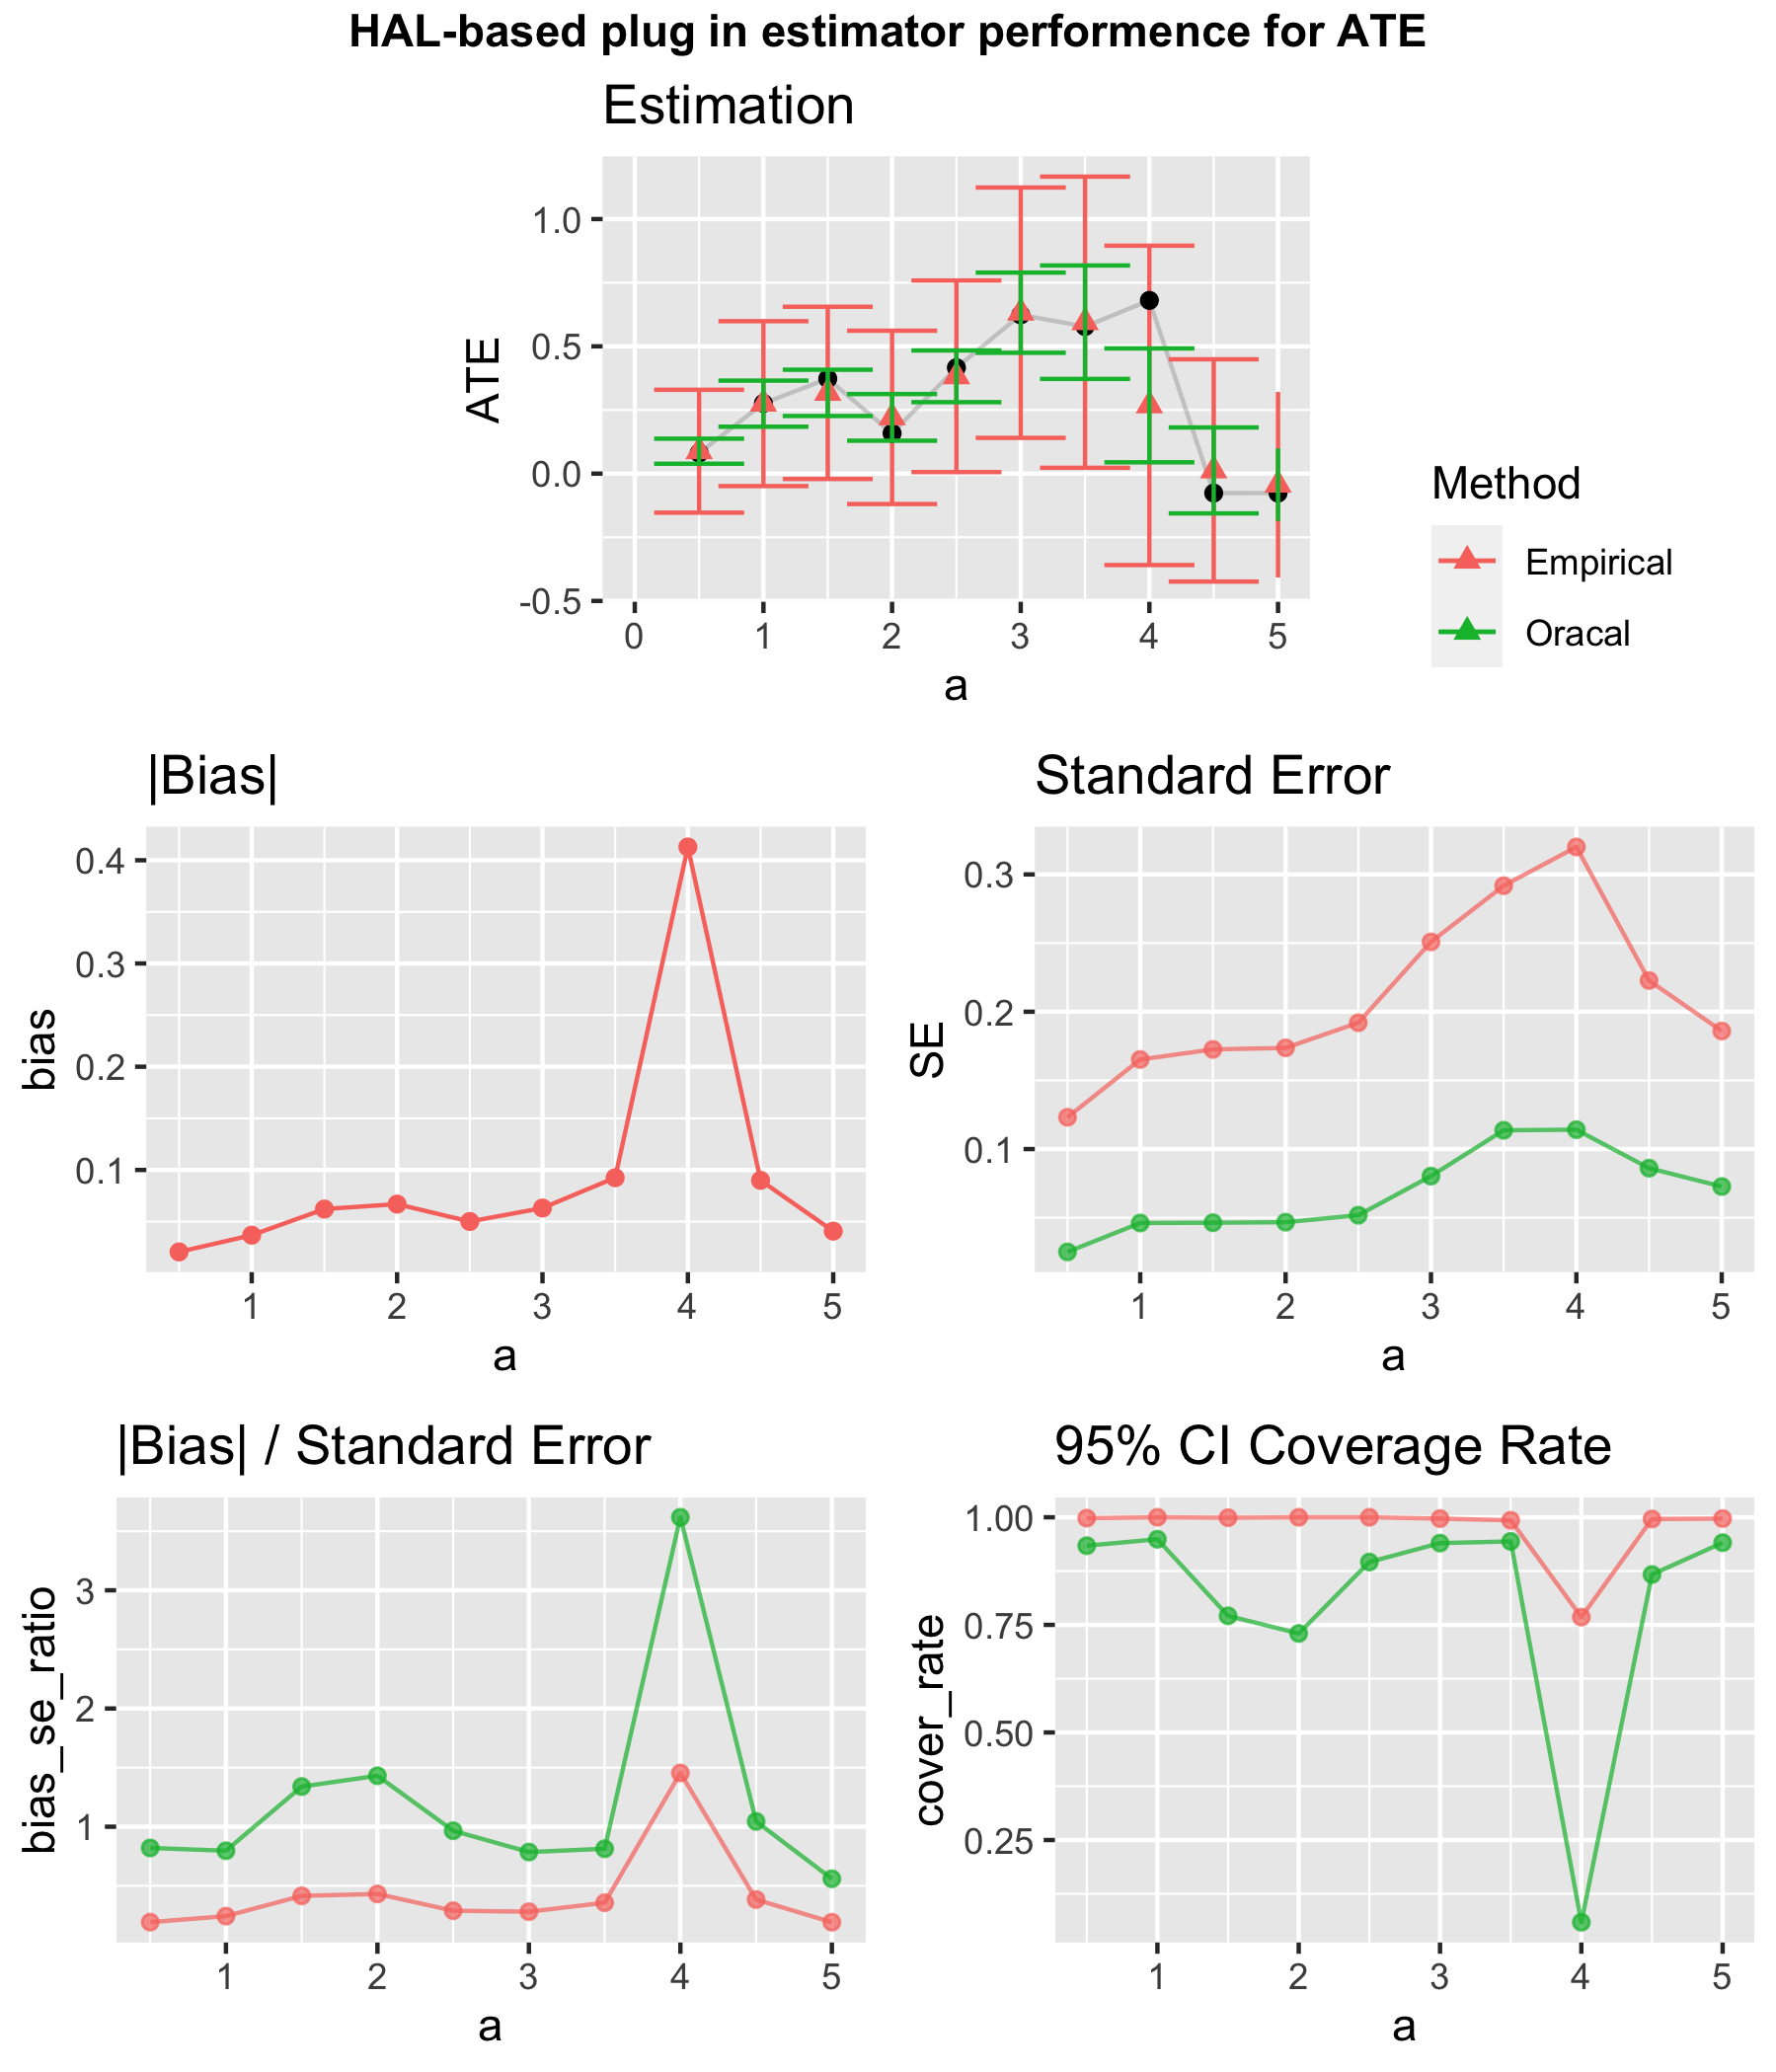 HAL-based plug in estimator performence for ATE
Estimation
ATE
1.0
0.5
0.0
-0.5
0 1 2 3 4 5
a
Method
Empirical
Oracal
|Bias|
bias
0.4
0.3
0.2
0.1
1 2 3 4 5
a
Standard Error
SE
0.3
0.2
0.1
1 2 3 4 5
a
|Bias| / Standard Error
bias_se_ratio
3
2
1
1 2 3 4 5
a
95% CI Coverage Rate
cover_rate
1.00
0.75
0.50
0.25
1 2 3 4 5
a